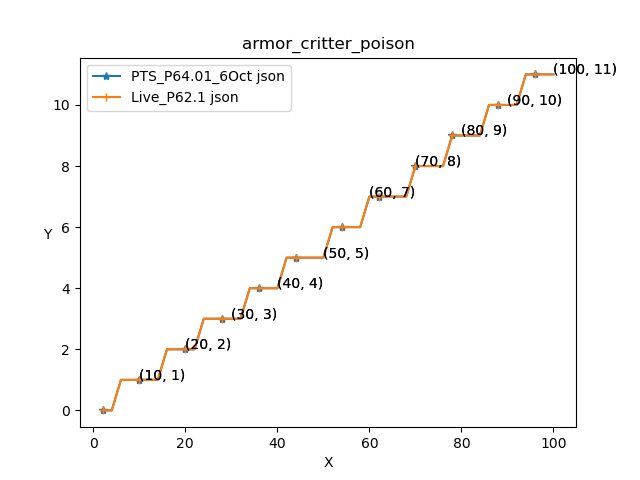 armor_critter_poison
PTS_P64.01_6Oct json
Live_P62.1 json
(100, 11)
(90, 10)
(80, 9)
(70, 8)
(60, 7)
(50, 5)
(40, 4)
(30, 3)
(20, 2)
(10, 1)
10
8
6
4
2
0
Y
0 20 40 60 80 100
X